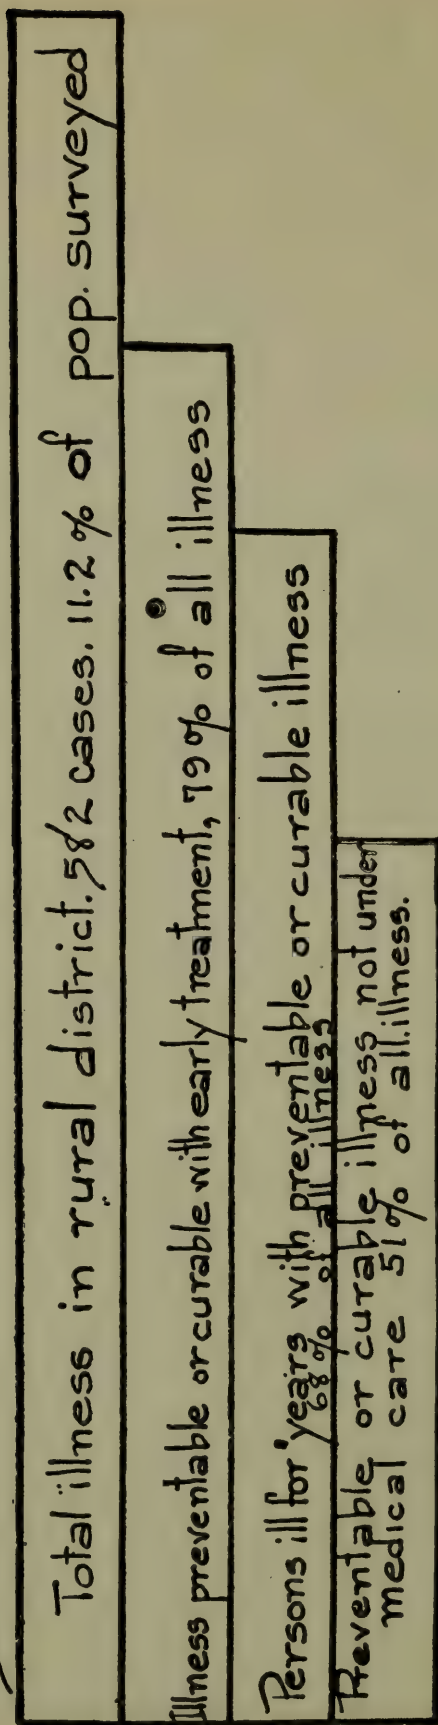 Total illness in rural district. 582 cases. 11.2% of pop. surveyed
Illness preventable or curable with early treatment, 79% of all illness
Persons ill for years with preventable or curable illness
68% of all illness
Preventable or curable illness not under
medical care 51% of all illness.